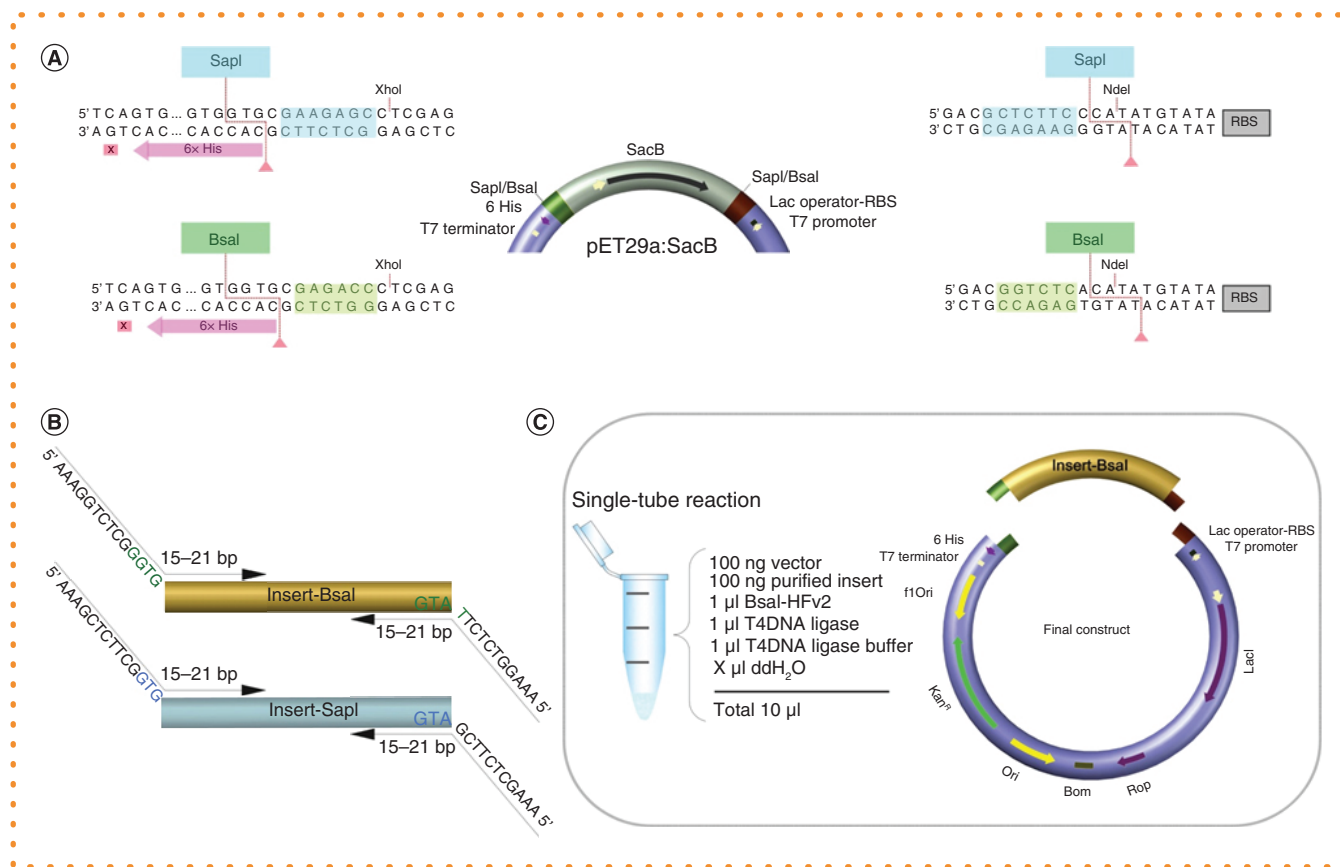 A
SapI
XhoI
5' TCAGTG... GTGGTGCGAAGAGCCTCGAG
3' AGTCAC... CACCACGCTTCTCGGAGCTC
x
6x His
BsaI
XhoI
5' TCAGTG... GTGGTGCGAGACCCTCGAG
3' AGTCAC... CACCACGCTCTGGGAGCTC
x
6x His
SacB
SapI/BsaI
6 His
T7 terminator
SapI/BsaI
Lac operator-RBS
T7 promoter
pET29a:SacB
SapI
NdeI
5' GACGCTCTTCCCATATGTATA
3' CTGCGAGAAGGGTATACATAT
RBS
BsaI
NdeI
5' GACGGTCTCACATATGTATA
3' CTGCCAGAGTGTATACATAT
RBS
B
5' AAAGGTCTCGGGTG
15–21 bp
Insert-BsaI
GTA
15–21 bp
TTCTCTGGAAA 5'
5' AAAGCTCTTCGGTG
15–21 bp
Insert-SapI
GTA
15–21 bp
GCTTCTCGAAA 5'
C
Single-tube reaction
100 ng vector
100 ng purified insert
1 µl BsaI-HFv2
1 µl T4DNA ligase
1 µl T4DNA ligase buffer
X µl ddH₂O
Total 10 µl
Insert-BsaI
6 His
T7 terminator
f1Ori
Lac operator-RBS
T7 promoter
Final construct
LacI
Kanᴿ
Ori
Bom
Rop